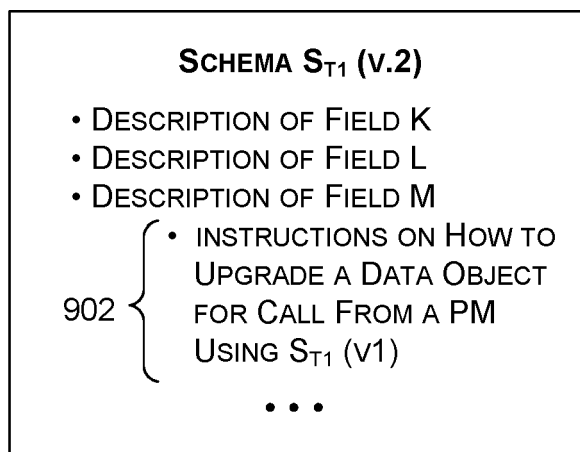 SCHEMA ST1 (V.2)
• DESCRIPTION OF FIELD K
• DESCRIPTION OF FIELD L
• DESCRIPTION OF FIELD M
• INSTRUCTIONS ON HOW TO
UPGRADE A DATA OBJECT
902 FOR CALL FROM A PM
USING ST1 (V1)
• • •